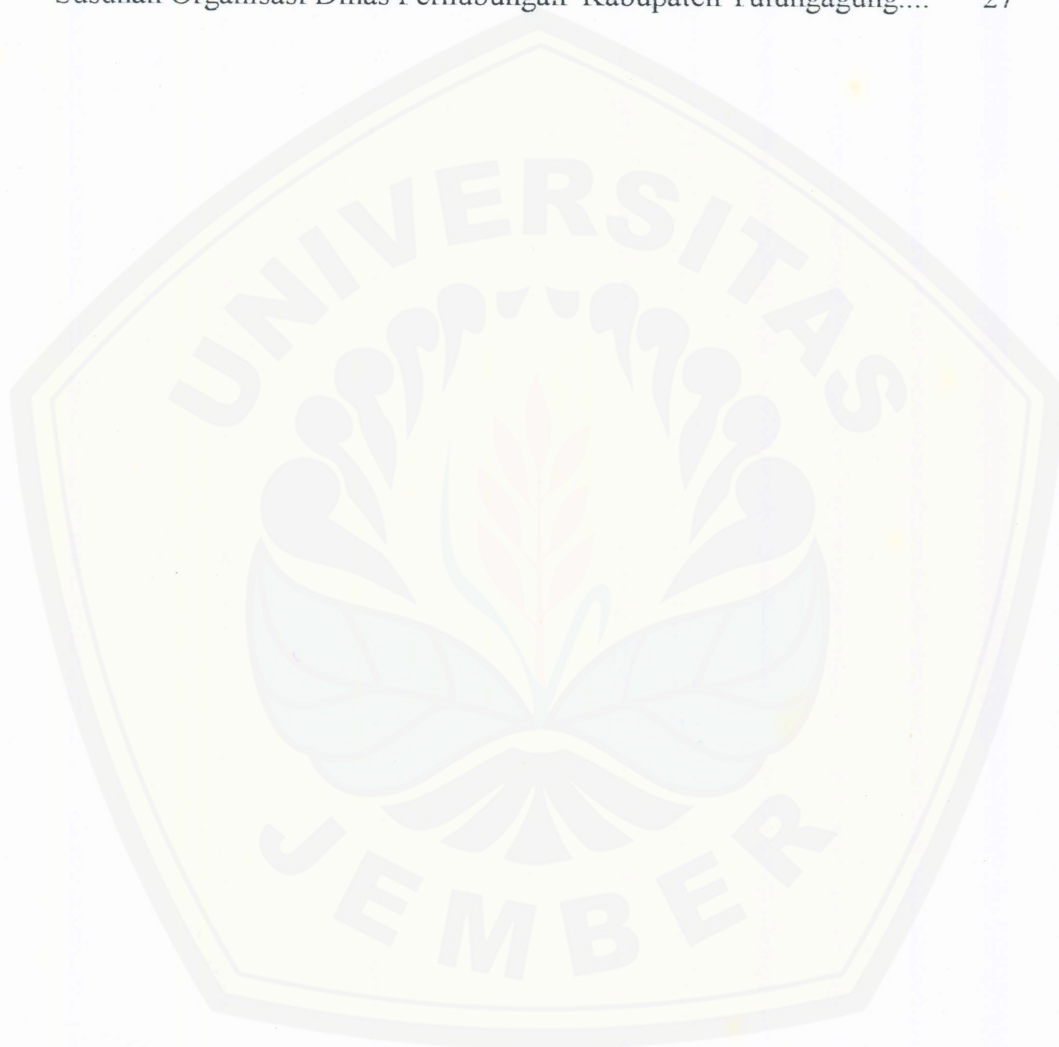 Susunan Organisasi Dinas Perhubungan Kabupaten Tulungagung.... 27
UNIVERSITAS
JEMBER